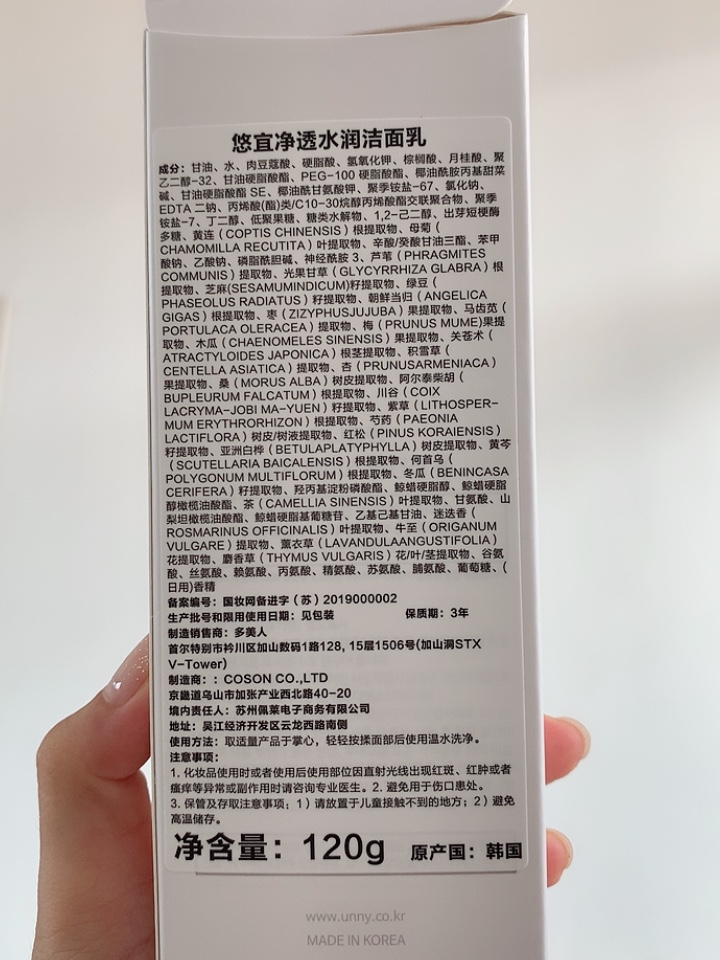 悠宜净透水润洁面乳
成分：甘油、水、肉豆蔻酸、硬脂酸、氢氧化钾、棕榈酸、月桂酸、聚
乙二醇-32、甘油硬脂酸酯、PEG-100 硬脂酸酯、椰油酰胺丙基甜菜
碱、甘油硬脂酸酯 SE、椰油酰甘氨酸钾、聚季铵盐-67、氯化钠、
EDTA 二钠、丙烯酸(酯)类/C10-30烷醇丙烯酸酯交联聚合物、聚季
铵盐-7、丁二醇、低聚果糖、糖类水解物、1,2-己二醇、出芽短梗酶
多糖、黄连（COPTIS CHINENSIS）根提取物、母菊（
CHAMOMILLA RECUTITA）叶提取物、辛酸/癸酸甘油三酯、苯甲
酸钠、乙酸钠、磷脂酰胆碱、神经酰胺 3、芦苇（PHRAGMITES
COMMUNIS）提取物、光果甘草（GLYCYRRHIZA GLABRA）根
提取物、芝麻(SESAMUMINDICUM)籽提取物、绿豆（
PHASEOLUS RADIATUS）籽提取物、朝鲜当归（ANGELICA
GIGAS）根提取物、枣（ZIZYPHUSJUJUBA）果提取物、马齿苋（
PORTULACA OLERACEA）提取物、梅（PRUNUS MUME)果提
取物、木瓜（CHAENOMELES SINENSIS）果提取物、关苍术（
ATRACTYLOIDES JAPONICA）根茎提取物、积雪草（
CENTELLA ASIATICA）提取物、杏（PRUNUSARMENIACA）
果提取物、桑（MORUS ALBA）树皮提取物、阿尔泰柴胡（
BUPLEURUM FALCATUM）根提取物、川谷（COIX
LACRYMA-JOBI MA-YUEN）籽提取物、紫草（LITHOSPER-
MUM ERYTHRORHIZON）根提取物、芍药（PAEONIA
LACTIFLORA）树皮/树液提取物、红松（PINUS KORAIENSIS）
籽提取物、亚洲白桦（BETULAPLATYPHYLLA）树皮提取物、黄芩
（SCUTELLARIA BAICALENSIS）根提取物、何首乌（
POLYGONUM MULTIFLORUM）根提取物、冬瓜（BENINCASA
CERIFERA）籽提取物、羟丙基淀粉磷酸酯、鲸蜡硬脂醇、鲸蜡硬脂
醇橄榄油酸酯、茶（CAMELLIA SINENSIS）叶提取物、甘氨酸、山
梨坦橄榄油酸酯、鲸蜡硬脂基葡糖苷、乙基己基甘油、迷迭香（
ROSMARINUS OFFICINALIS）叶提取物、牛至（ORIGANUM
VULGARE）提取物、薰衣草（LAVANDULAANGUSTIFOLIA）
花提取物、麝香草（THYMUS VULGARIS）花/叶/茎提取物、谷氨
酸、丝氨酸、赖氨酸、丙氨酸、精氨酸、苏氨酸、脯氨酸、葡萄糖、（
日用)香精
备案编号：国妆网备进字（苏）2019000002
生产批号和限用使用日期：见包装 保质期：3年
制造销售商：多美人
首尔特别市衿川区加山数码1路128, 15层1506号(加山洞STX
V-Tower)
制造商：：COSON CO.,LTD
京畿道乌山市加张产业西北路40-20
境内责任人：苏州佩莱电子商务有限公司
地址：吴江经济开发区云龙西路南侧
使用方法：取适量产品于掌心，轻轻按揉面部后使用温水洗净。
注意事项：
1. 化妆品使用时或者使用后使用部位因直射光线出现红斑、红肿或者
瘙痒等异常或副作用时请咨询专业医生。2. 避免用于伤口患处。
3. 保管及存取注意事项；1）请放置于儿童接触不到的地方；2）避免
高温储存。
净含量：120g 原产国：韩国
www.unny.co.kr
MADE IN KOREA